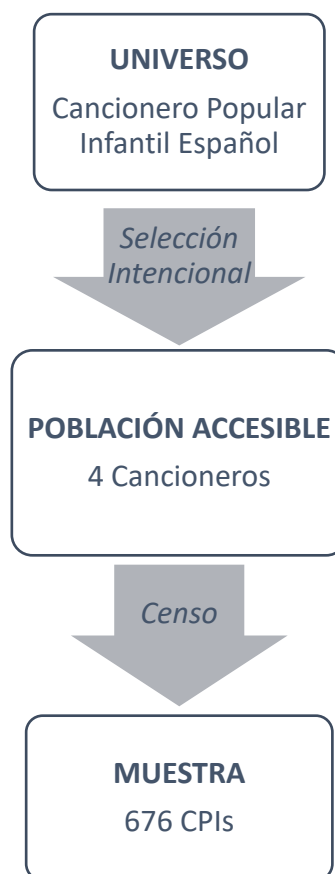 UNIVERSO
Cancionero Popular
Infantil Español
Selección
Intencional
POBLACIÓN ACCESIBLE
4 Cancioneros
Censo
MUESTRA
676 CPIs